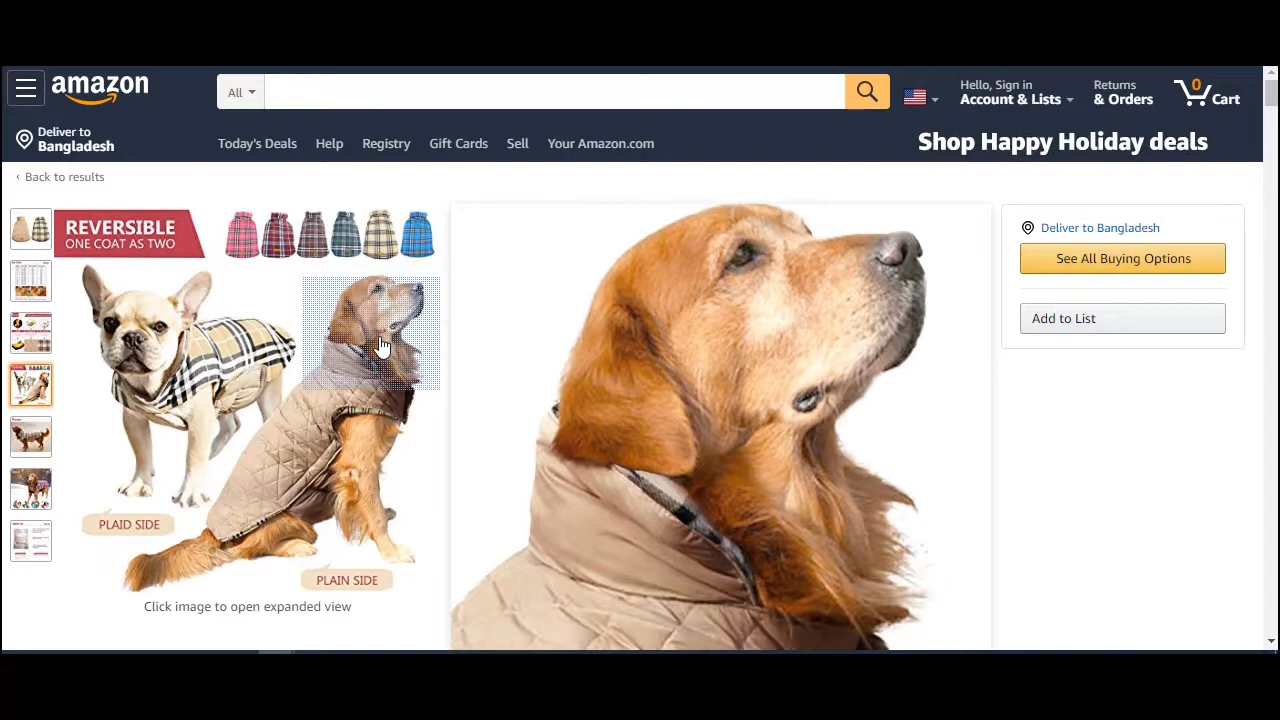 amazon
All
Hello, Sign in
Account & Lists
Returns
& Orders
0
Cart
Deliver to
Bangladesh
Today's Deals
Help
Registry
Gift Cards
Sell
Your Amazon.com
Shop Happy Holiday deals
‹ Back to results
REVERSIBLE
ONE COAT AS TWO
PLAID SIDE
PLAIN SIDE
Click image to open expanded view
Deliver to Bangladesh
See All Buying Options
Add to List